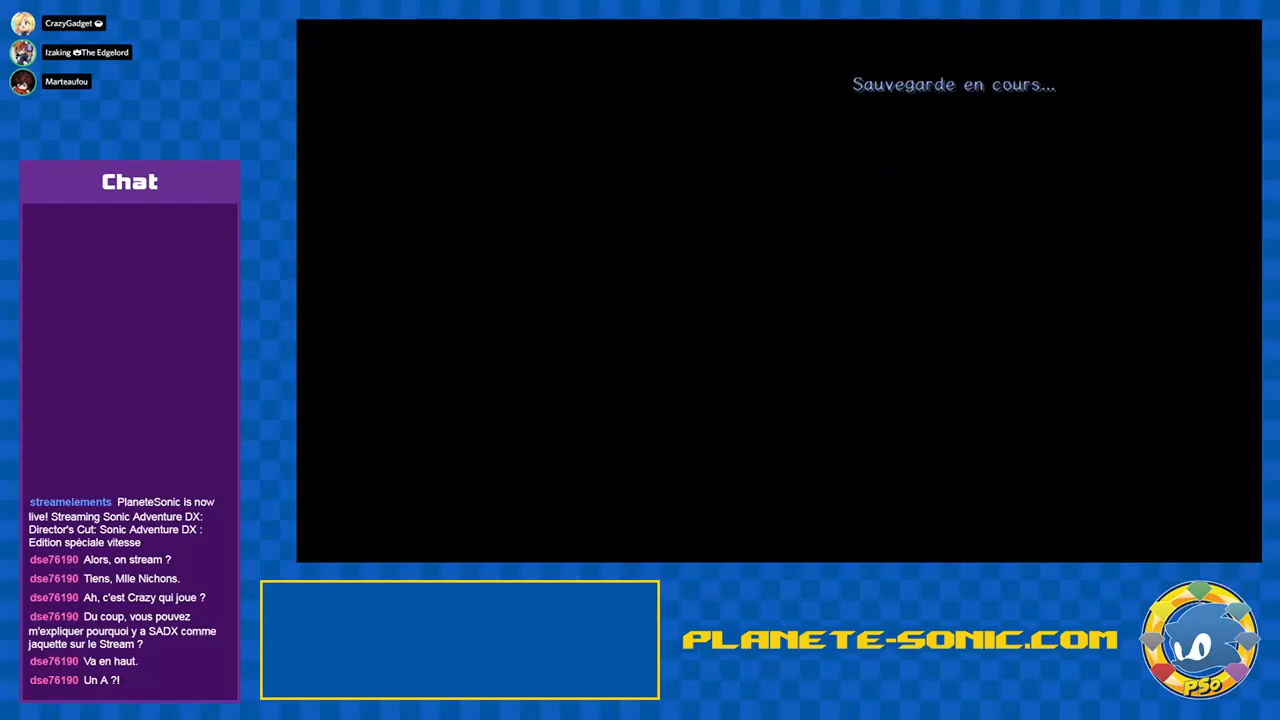 CrazyGadget
Izaking The Edgelord
Marteaufou
Sauvegarde en cours...
Chat
streamelements PlaneteSonic is now
live! Streaming Sonic Adventure DX:
Director's Cut: Sonic Adventure DX :
Edition spéciale vitesse
dse76190 Alors, on stream ?
dse76190 Tiens, Mlle Nichons.
dse76190 Ah, c'est Crazy qui joue ?
dse76190 Du coup, vous pouvez
m'expliquer pourquoi y a SADX comme
jaquette sur le Stream ?
dse76190 Va en haut.
dse76190 Un A ?!
PLANETE-SONIC.COM
PSo